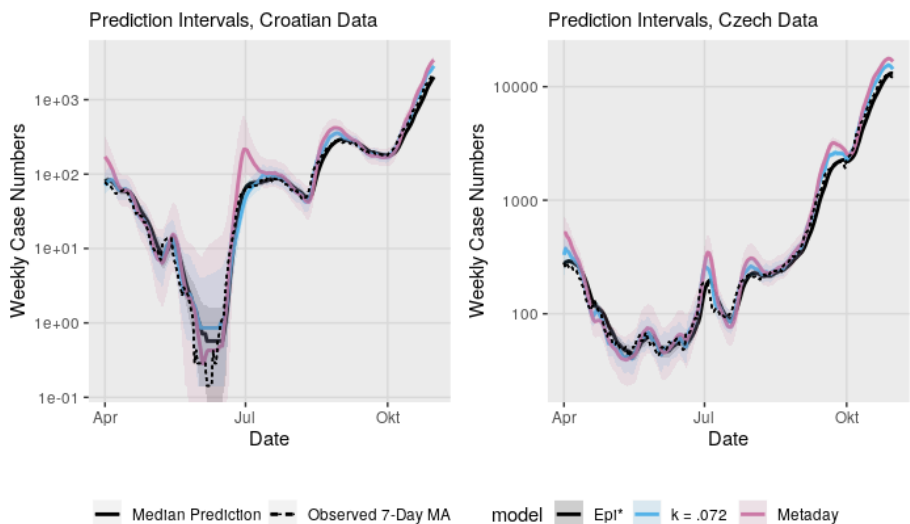 Prediction Intervals, Croatian Data
Weekly Case Numbers
1e+03
1e+02
1e+01
1e+00
1e-01
Apr
Jul
Okt
Date
Prediction Intervals, Czech Data
Weekly Case Numbers
10000
1000
100
Apr
Jul
Okt
Date
Median Prediction Observed 7-Day MA model Epi* k = .072 Metaday